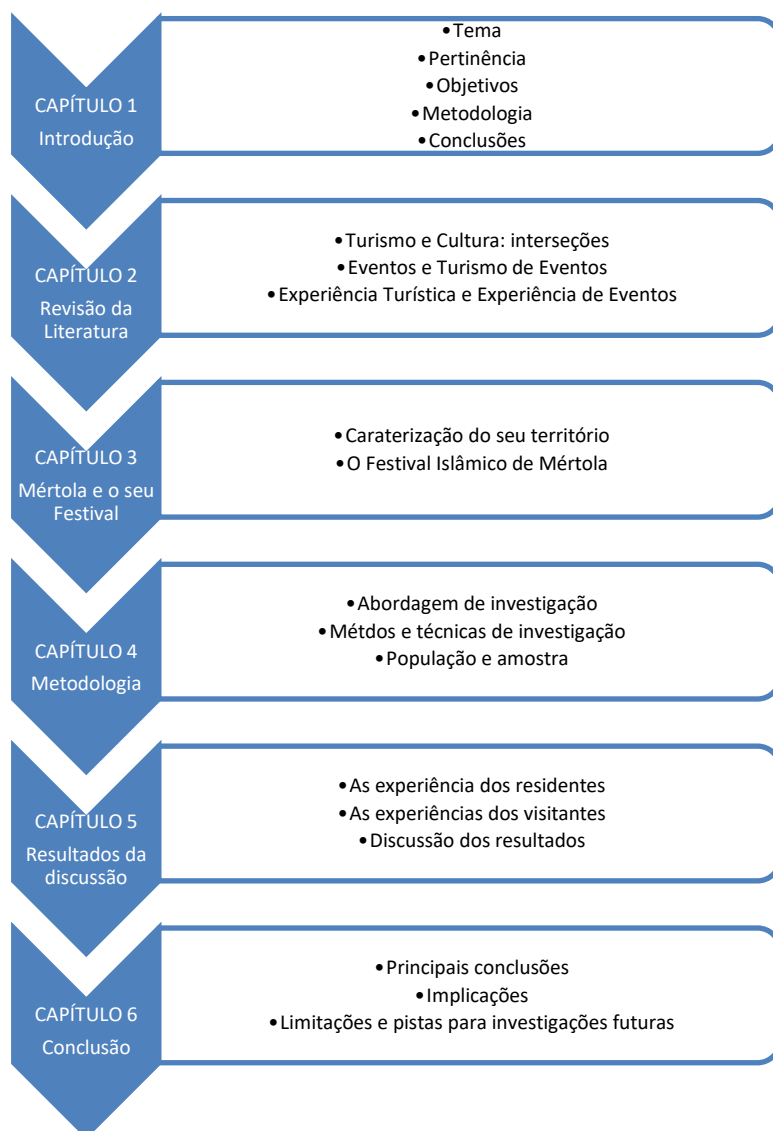 CAPÍTULO 1
Introdução
•Tema
•Pertinência
•Objetivos
•Metodologia
•Conclusões
CAPÍTULO 2
Revisão da
Literatura
•Turismo e Cultura: interseções
•Eventos e Turismo de Eventos
•Experiência Turística e Experiência de Eventos
CAPÍTULO 3
Mértola e o seu
Festival
•Caraterização do seu território
•O Festival Islâmico de Mértola
CAPÍTULO 4
Metodologia
•Abordagem de investigação
•Métdos e técnicas de investigação
•População e amostra
CAPÍTULO 5
Resultados da
discussão
•As experiência dos residentes
•As experiências dos visitantes
•Discussão dos resultados
CAPÍTULO 6
Conclusão
•Principais conclusões
•Implicações
•Limitações e pistas para investigações futuras